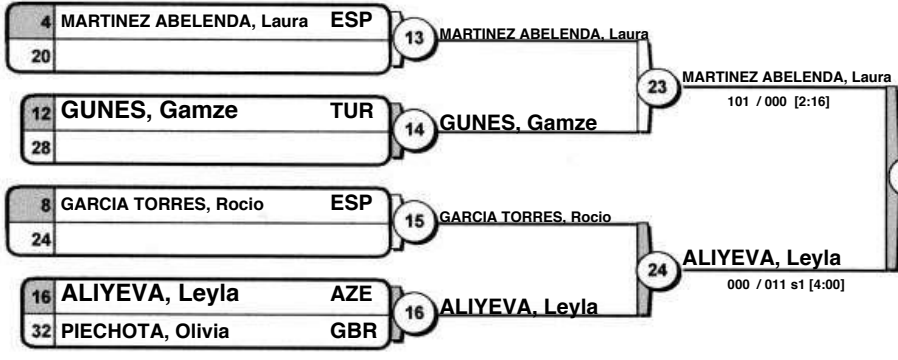 4 MARTINEZ ABELENDA, Laura ESP
20
13
MARTINEZ ABELENDA, Laura
12 GUNES, Gamze TUR
28
14
GUNES, Gamze
23
MARTINEZ ABELENDA, Laura
101 / 000 [2:16]
8 GARCIA TORRES, Rocio ESP
24
15
GARCIA TORRES, Rocio
16 ALIYEVA, Leyla AZE
32 PIECHOTA, Olivia GBR
16
ALIYEVA, Leyla
24
ALIYEVA, Leyla
000 / 011 s1 [4:00]